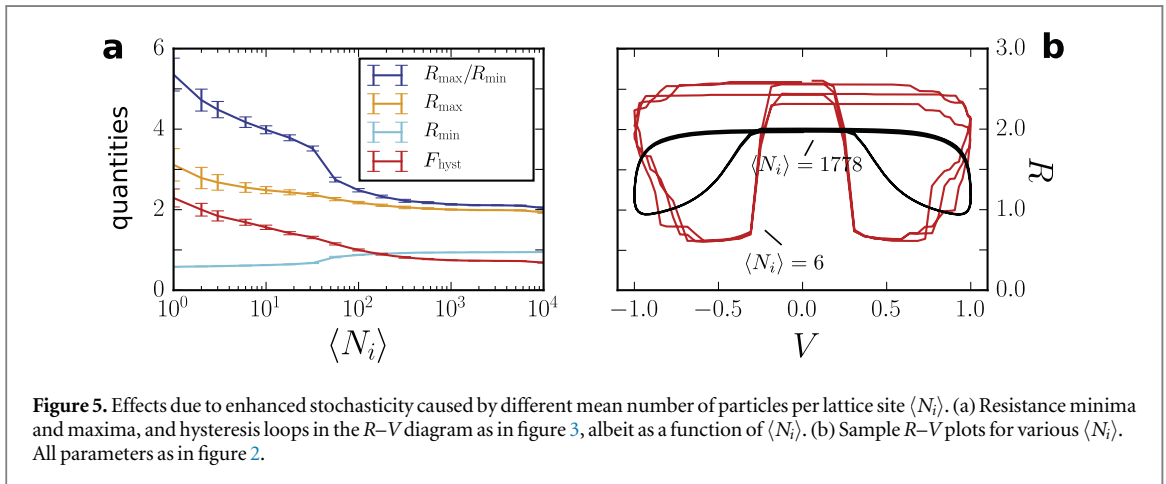 a
6
4
2
0
quantities
R_max/R_min
R_max
R_min
F_hyst
10^0 10^1 10^2 10^3 10^4
⟨N_i⟩
b
3.0
2.0
1.0
0.0
R
⟨N_i⟩ = 1778
⟨N_i⟩ = 6
−1.0 −0.5 0.0 0.5 1.0
V
Figure 5. Effects due to enhanced stochasticity caused by different mean number of particles per lattice site ⟨N_i⟩. (a) Resistance minima
and maxima, and hysteresis loops in the R–V diagram as in figure 3, albeit as a function of ⟨N_i⟩. (b) Sample R–V plots for various ⟨N_i⟩.
All parameters as in figure 2.